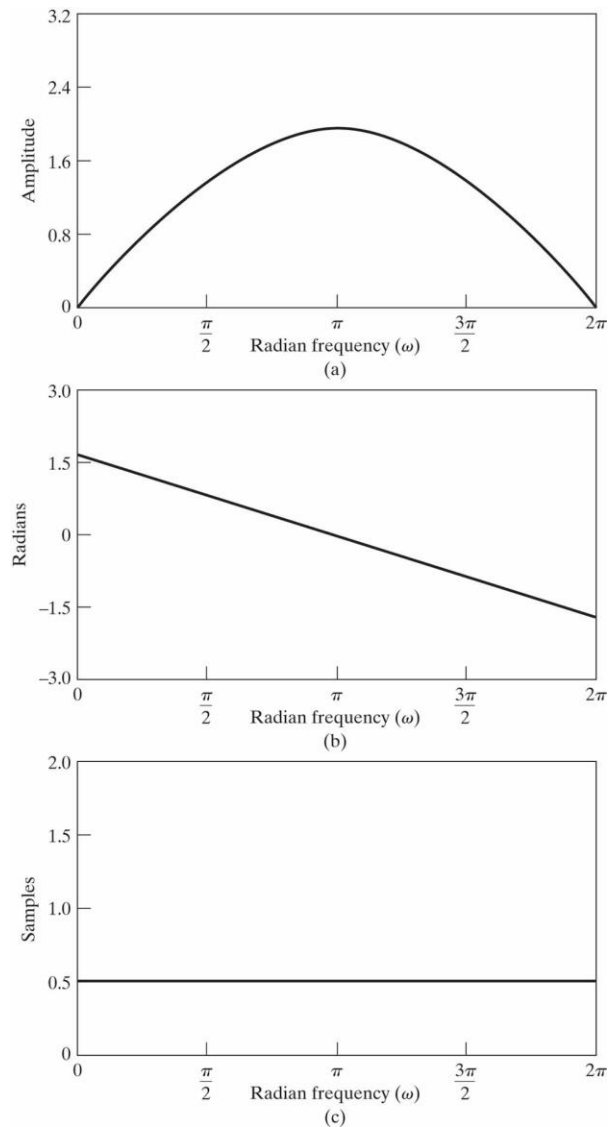 3.2
2.4
1.6
0.8
0
Amplitude
0
π/2
π
3π/2
2π
Radian frequency (ω)
(a)
3.0
1.5
0
–1.5
–3.0
Radians
0
π/2
π
3π/2
2π
Radian frequency (ω)
(b)
2.0
1.5
1.0
0.5
0
Samples
0
π/2
π
3π/2
2π
Radian frequency (ω)
(c)